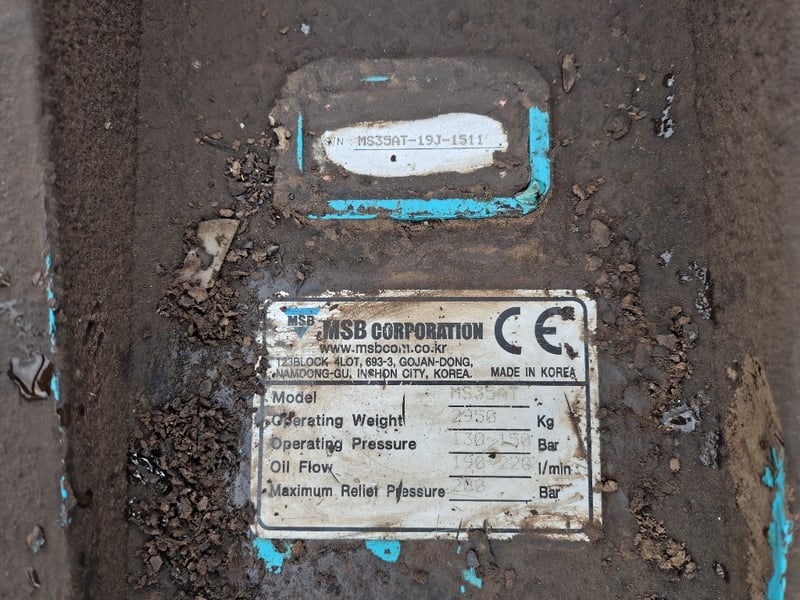 S/N : MS35AT-19J-1511
MSB MSB CORPORATION CE
www.msbcom.co.kr
123BLOCK 4LOT, 693-3, GOJAN-DONG,
NAMDONG-GU, INCHON CITY, KOREA. MADE IN KOREA
Model MS35AT
Operating Weight 2950 Kg
Operating Pressure 130~150 Bar
Oil Flow 190~220 l/min
Maximum Relief Pressure Bar